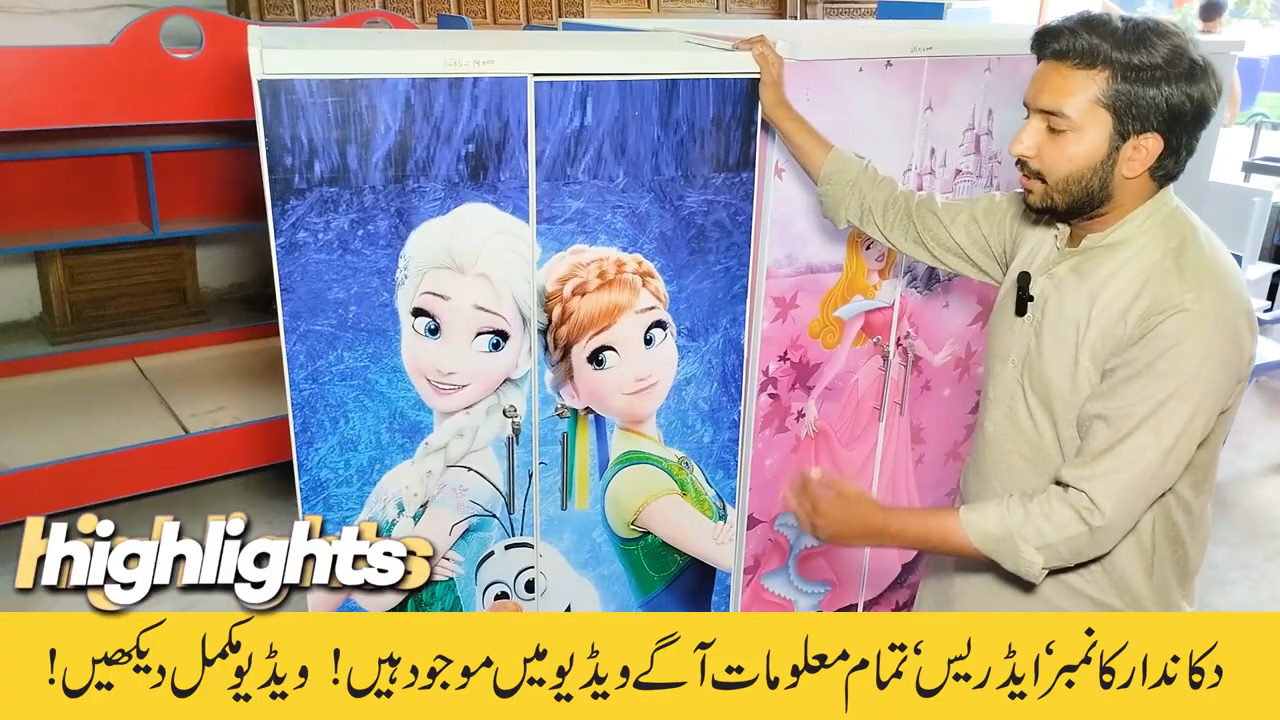 highlights
دکاندار کا نمبر، ایڈریس، تمام معلومات آگے ویڈیو میں موجود ہیں! ویڈیو مکمل دیکھیں!